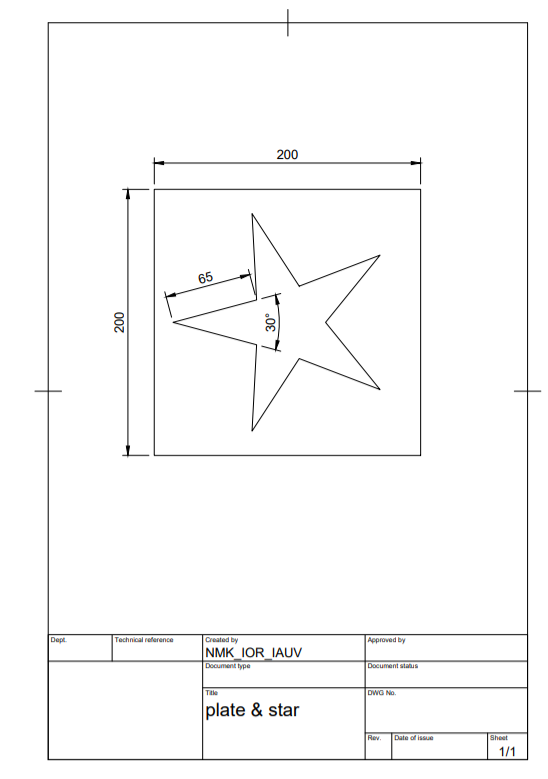 200
65
30°
200
Dept.
Technical reference
Created by
Approved by
NMK_IOR_IAUV
Document type
Document status
Title
DWG No.
plate & star
Rev.
Date of issue
Sheet
1/1